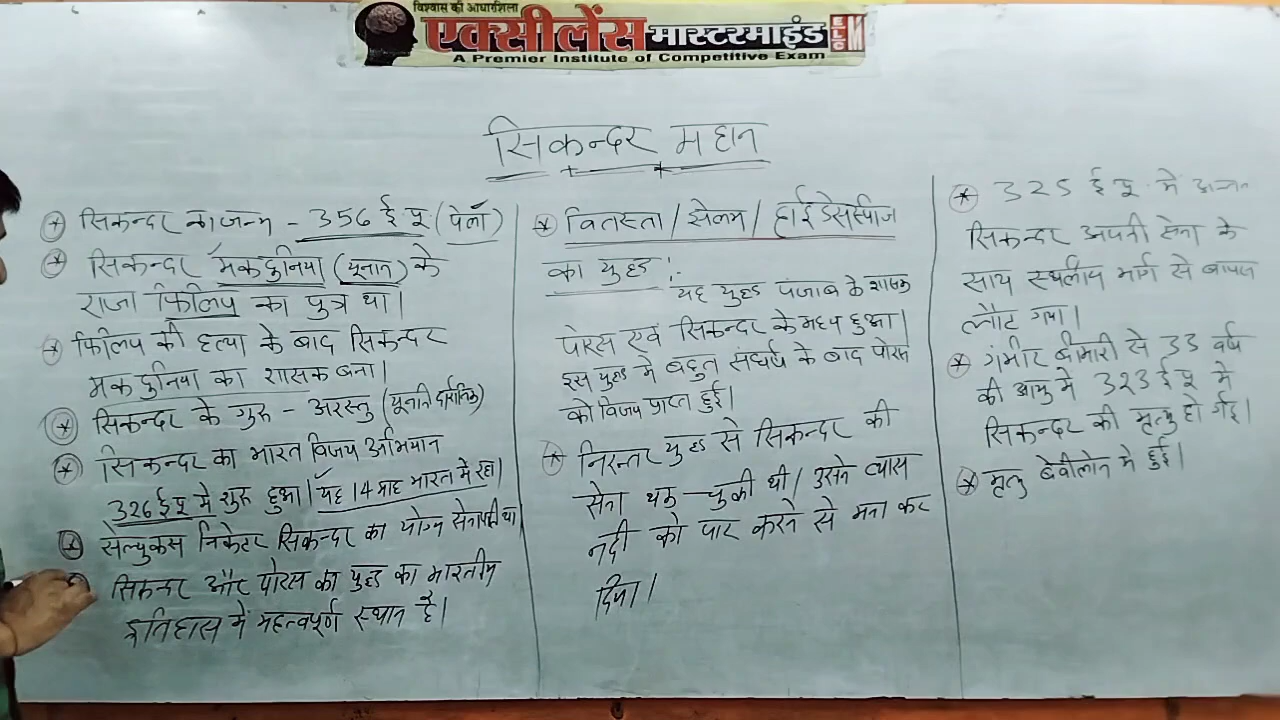 विश्वास की आधारशिला
एक्सीलेंस मास्टरमाइंड
A Premier Institute of Competitive Exam
सिकन्दर महान
सिकन्दर का जन्म - 356 ई पू (पेला)
सिकन्दर मकदुनिया (यूनान) के
राजा फिलिप का पुत्र था।
फिलिप की हत्या के बाद सिकन्दर
मकदुनिया का शासक बना।
सिकन्दर के गुरु - अरस्तु (यूनानी दार्शनिक)
सिकन्दर का भारत विजय अभियान
326 ई पू में शुरू हुआ। यह 14 माह भारत में रहा।
सेल्युकस निकेटर सिकन्दर का योग्य सेनापति था
सिकन्दर और पोरस का युद्ध का भारतीय
इतिहास में महत्वपूर्ण स्थान है।
वितस्ता / झेलम / हाईडेसस्पीज
का युद्ध :-
यह युद्ध पंजाब के शासक
पोरस एवं सिकन्दर के मध्य हुआ।
इस युद्ध में बहुत संघर्ष के बाद पोरस
को विजय प्राप्त हुई।
निरन्तर युद्ध से सिकन्दर की
सेना थक चुकी थी। उसने व्यास
नदी को पार करने से मना कर
दिया।
325 ई पू में
सिकन्दर अपनी सेना के
साथ स्थलीय मार्ग से वापस
लौट गया।
गंभीर बीमारी से 33 वर्ष
की आयु में 323 ई पू में
सिकन्दर की मृत्यु हो गई।
मृत्यु बेबीलोन में हुई।